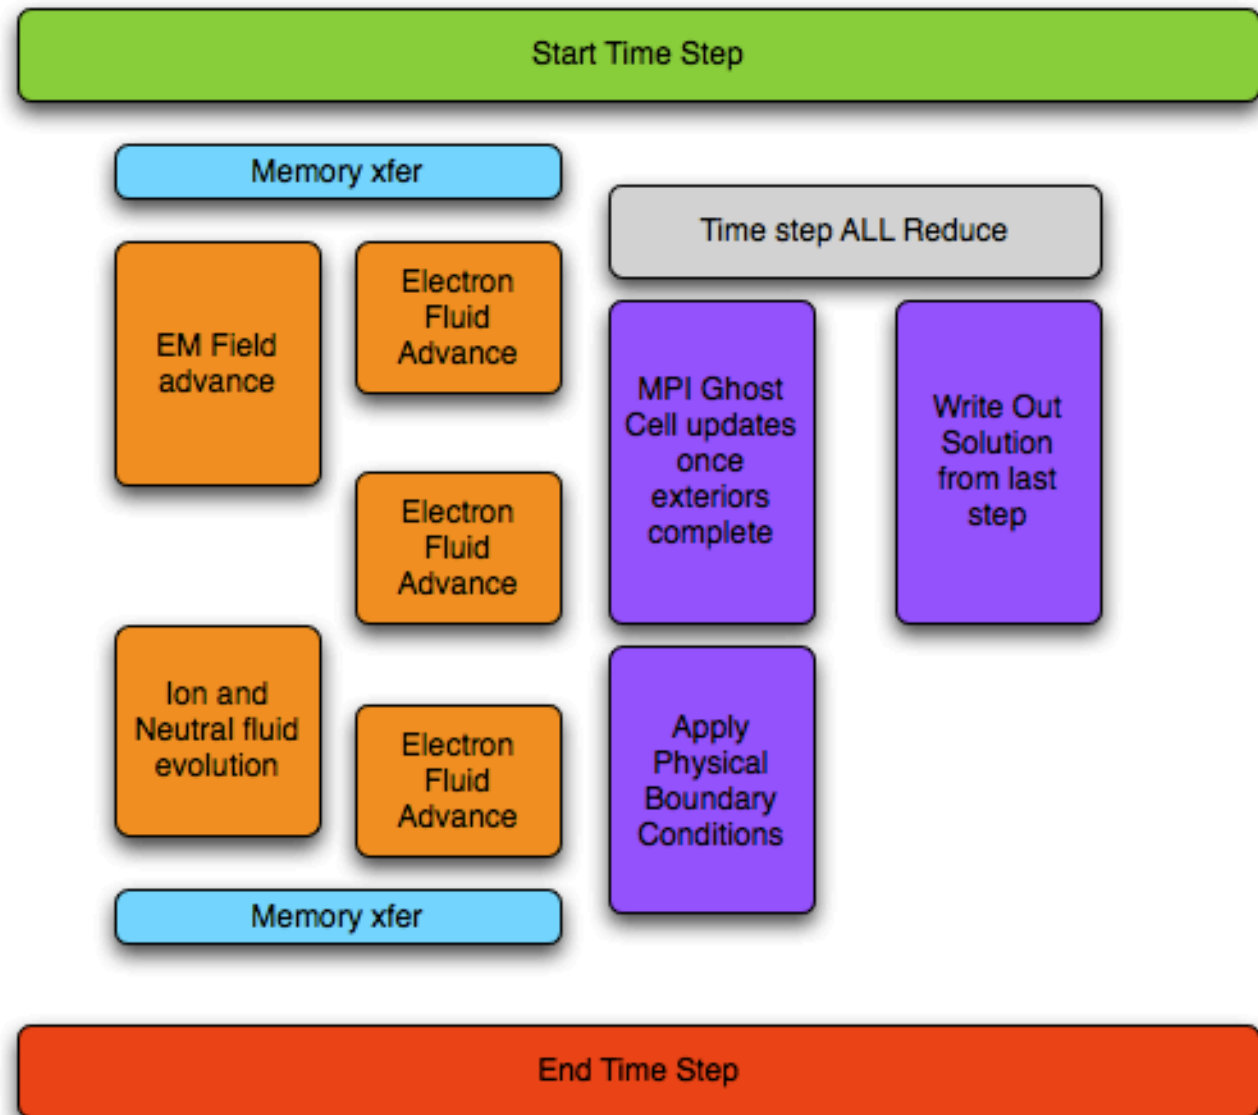 Start Time Step
Memory xfer
EM Field
advance
Electron
Fluid
Advance
Electron
Fluid
Advance
Ion and
Neutral fluid
evolution
Electron
Fluid
Advance
Memory xfer
Time step ALL Reduce
MPI Ghost
Cell updates
once
exteriors
complete
Write Out
Solution
from last
step
Apply
Physical
Boundary
Conditions
End Time Step